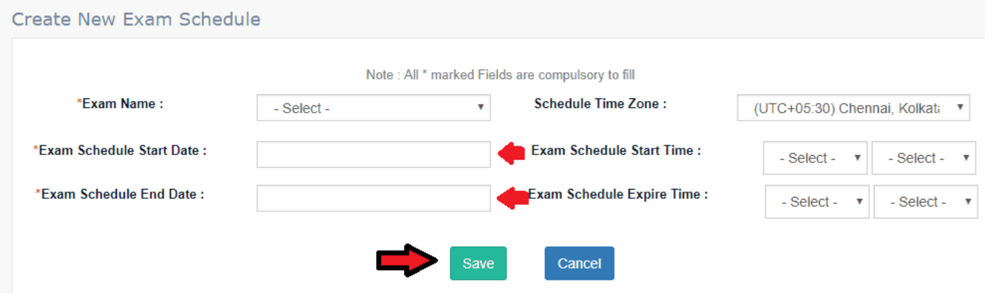 Create New Exam Schedule
Note : All * marked Fields are compulsory to fill
*Exam Name : - Select - Schedule Time Zone : (UTC+05:30) Chennai, Kolkata
*Exam Schedule Start Date : Exam Schedule Start Time : - Select - - Select -
*Exam Schedule End Date : Exam Schedule Expire Time : - Select - - Select -
Save Cancel